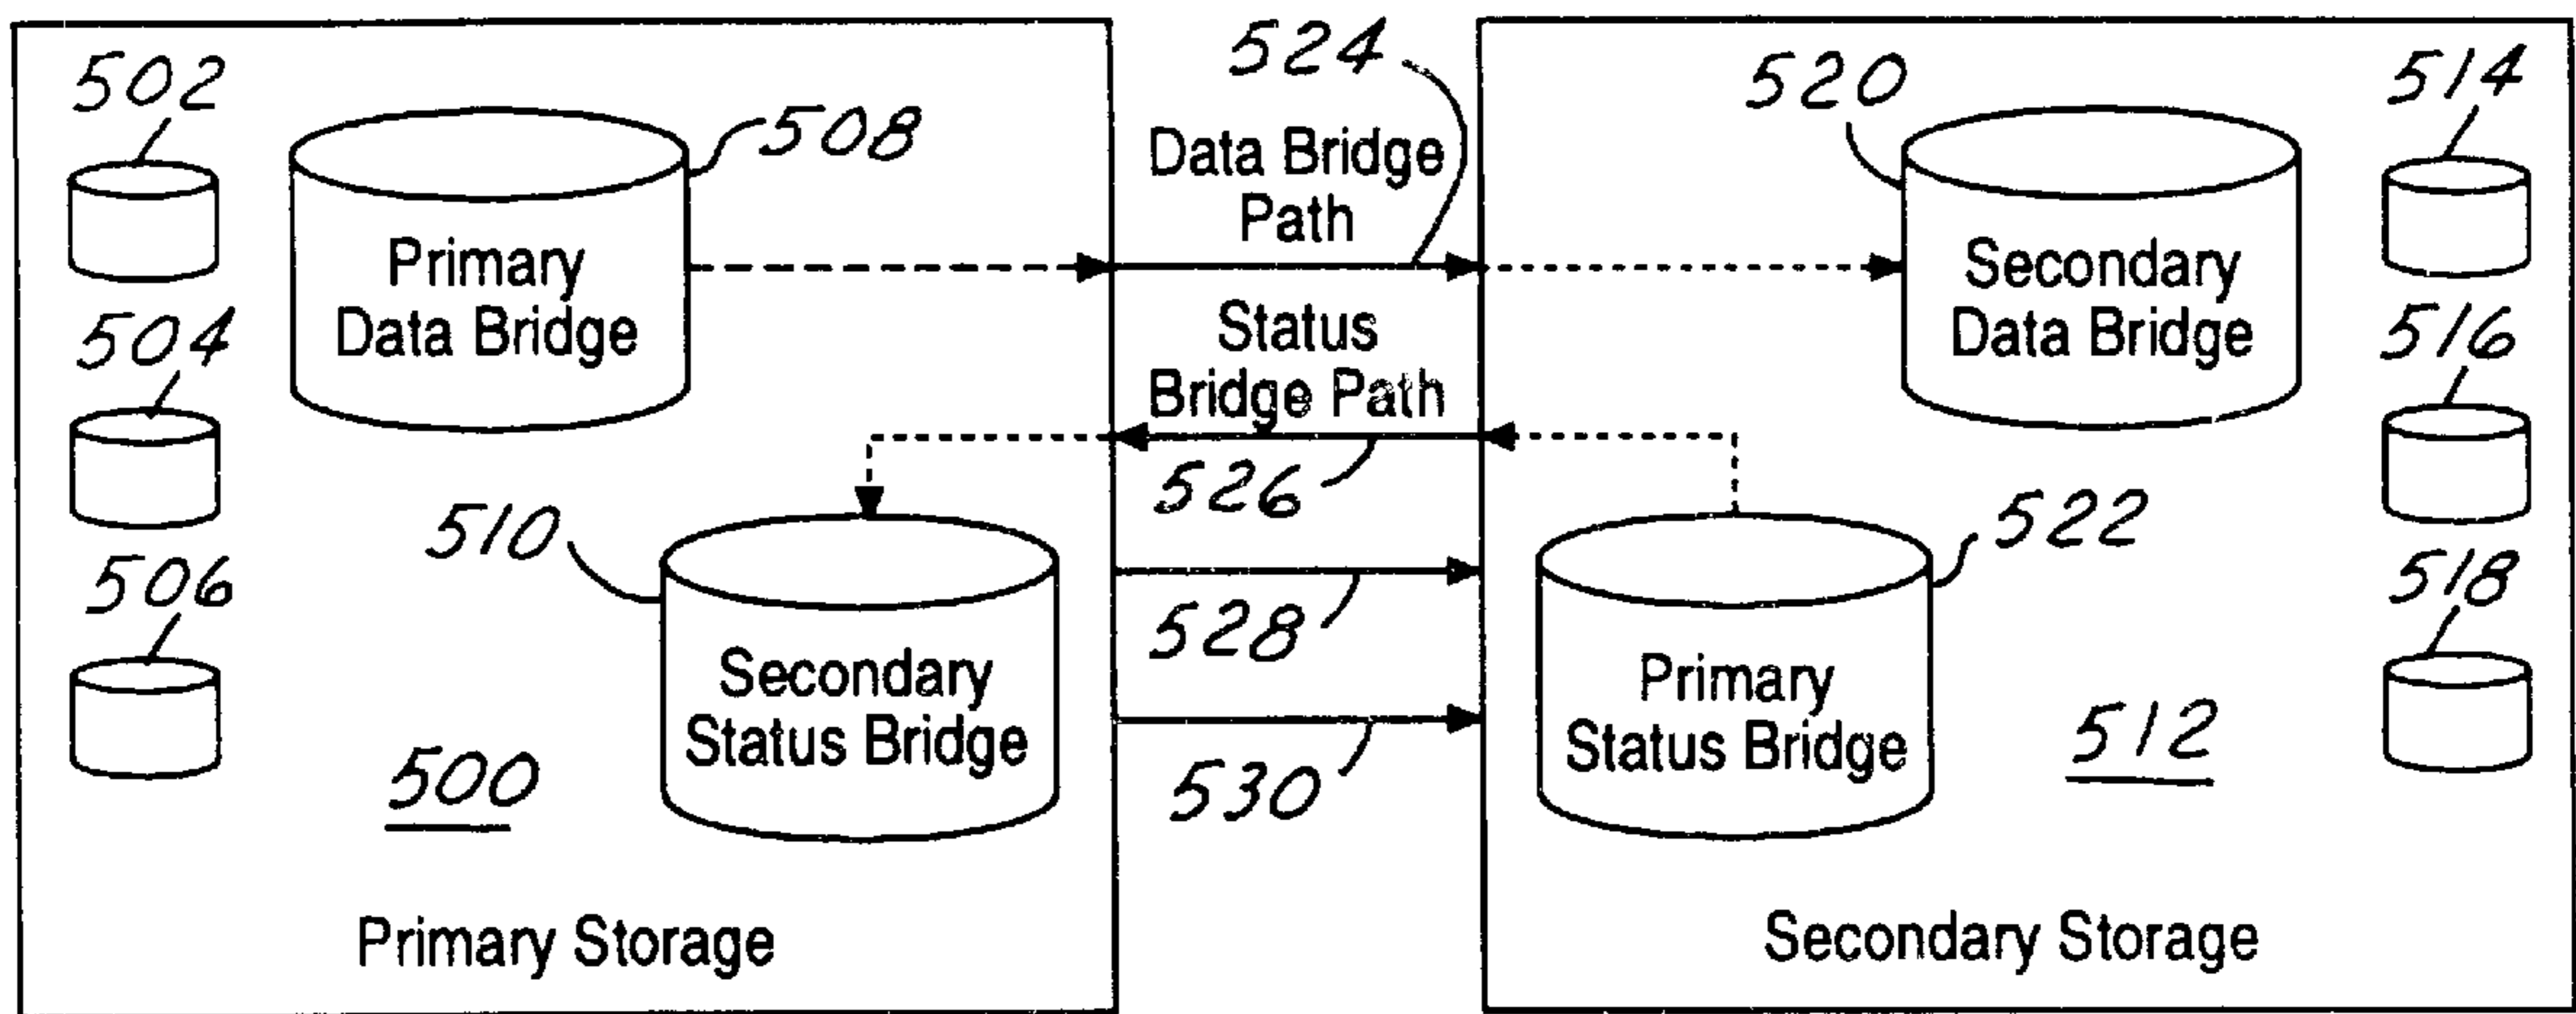 502
508
Primary
Data Bridge
504
510
506
Secondary
Status Bridge
500
Primary Storage
524
Data Bridge
Path
Status
Bridge Path
526
528
530
520
514
Secondary
Data Bridge
516
522
518
Primary
Status Bridge
512
Secondary Storage